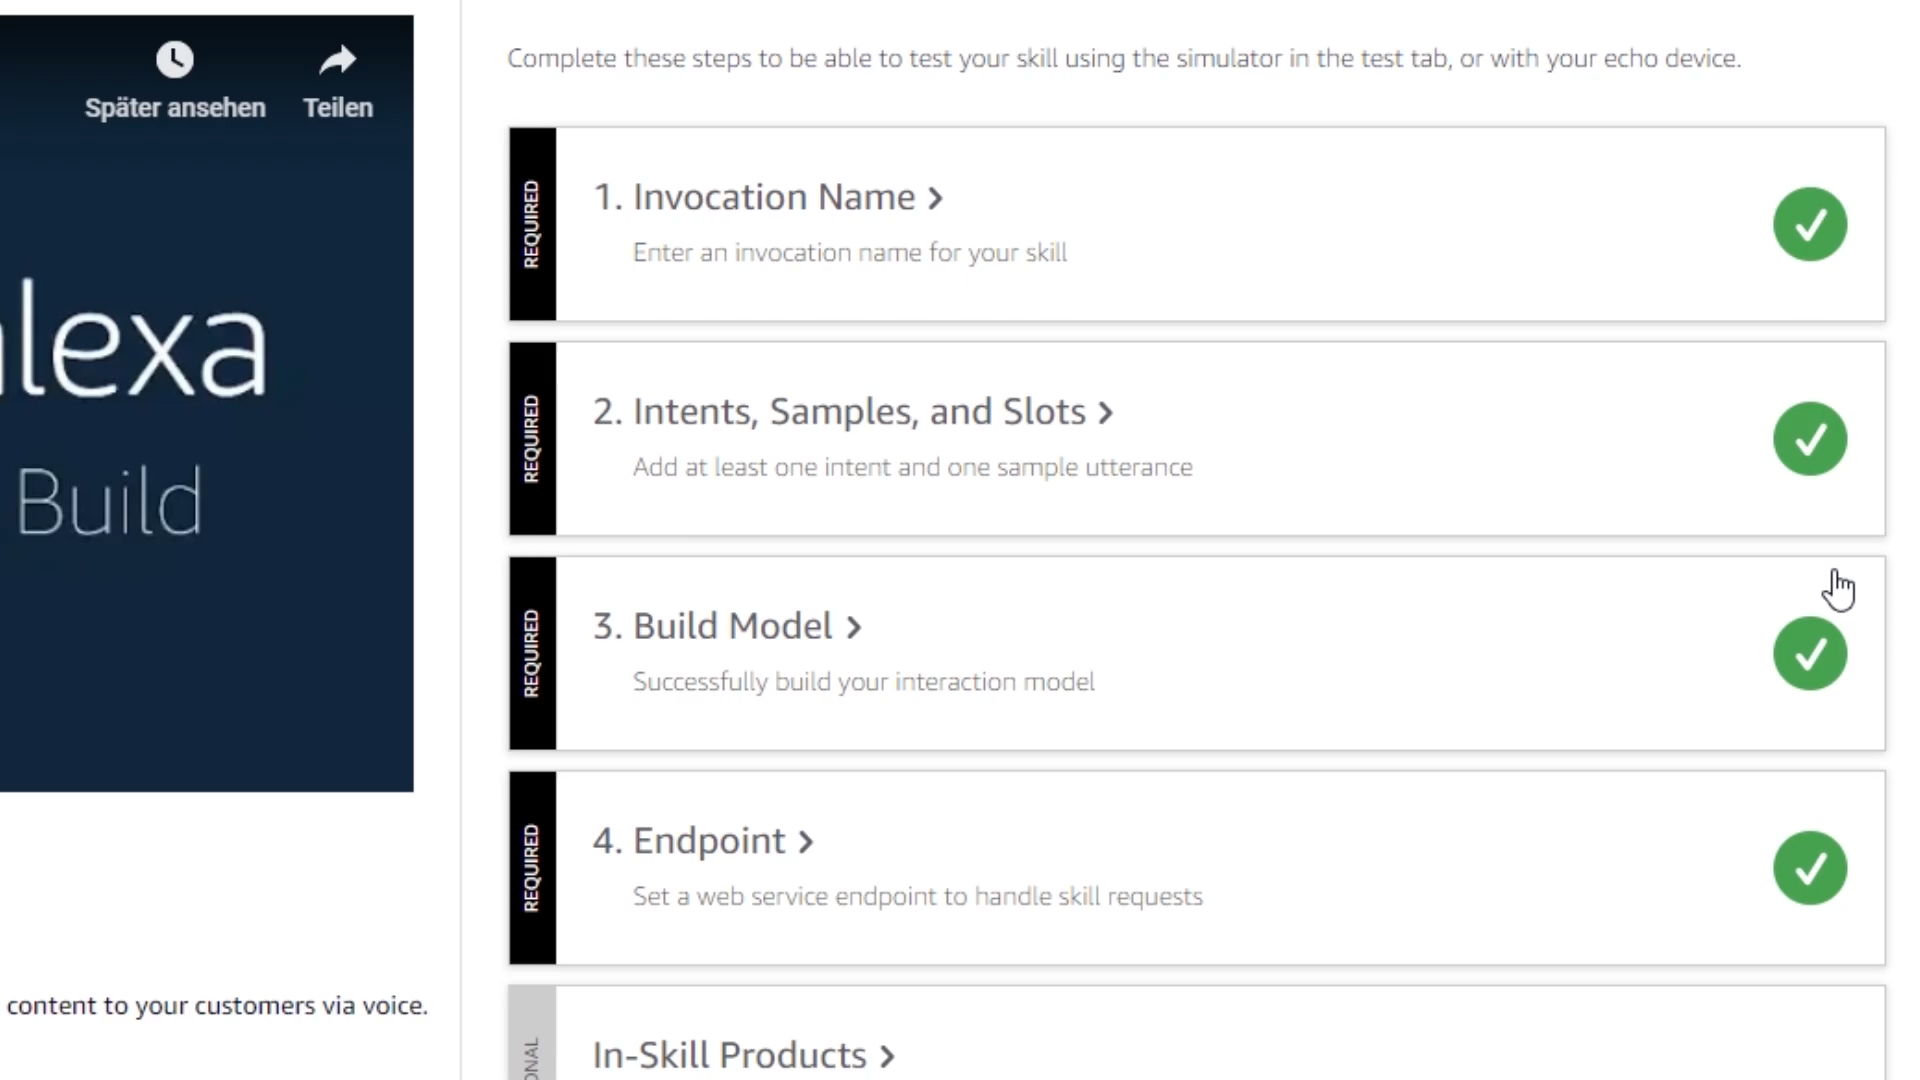 Später ansehen
Teilen
lexa
Build
content to your customers via voice.
Complete these steps to be able to test your skill using the simulator in the test tab, or with your echo device.
REQUIRED
1. Invocation Name
Enter an invocation name for your skill
REQUIRED
2. Intents, Samples, and Slots
Add at least one intent and one sample utterance
REQUIRED
3. Build Model
Successfully build your interaction model
REQUIRED
4. Endpoint
Set a web service endpoint to handle skill requests
ONAL
In-Skill Products